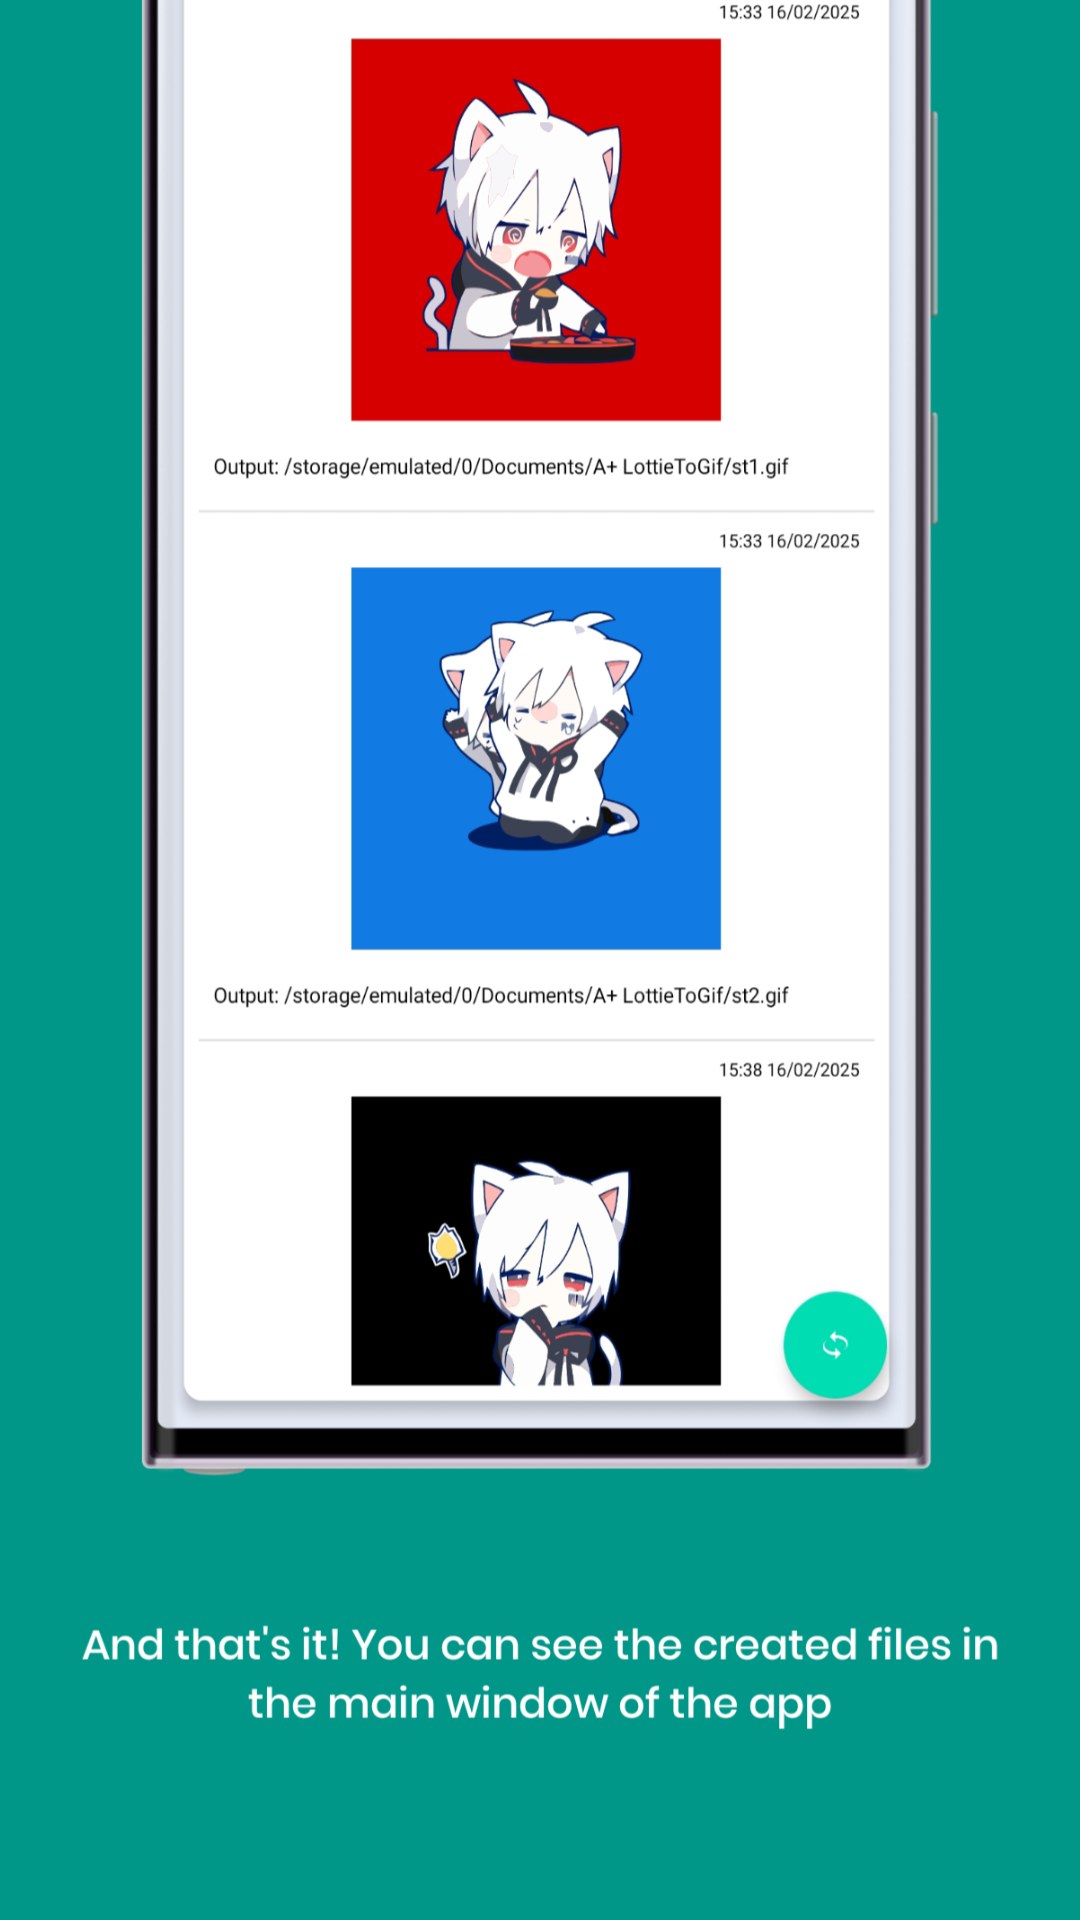 15:33 16/02/2025
Output: /storage/emulated/0/Documents/A+ LottieToGif/st1.gif
15:33 16/02/2025
Output: /storage/emulated/0/Documents/A+ LottieToGif/st2.gif
15:38 16/02/2025
And that's it! You can see the created files in
the main window of the app